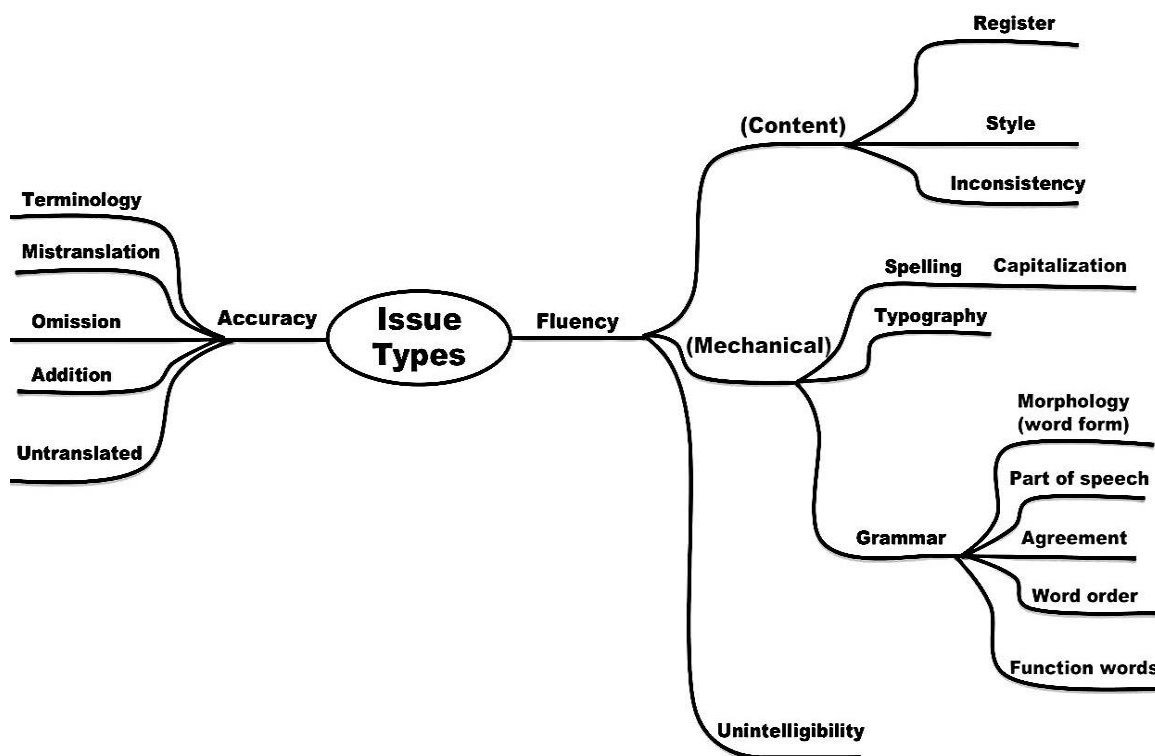 Issue
Types
Accuracy
Terminology
Mistranslation
Omission
Addition
Untranslated
Fluency
(Content)
Register
Style
Inconsistency
(Mechanical)
Spelling
Capitalization
Typography
Grammar
Morphology
(word form)
Part of speech
Agreement
Word order
Function words
Unintelligibility